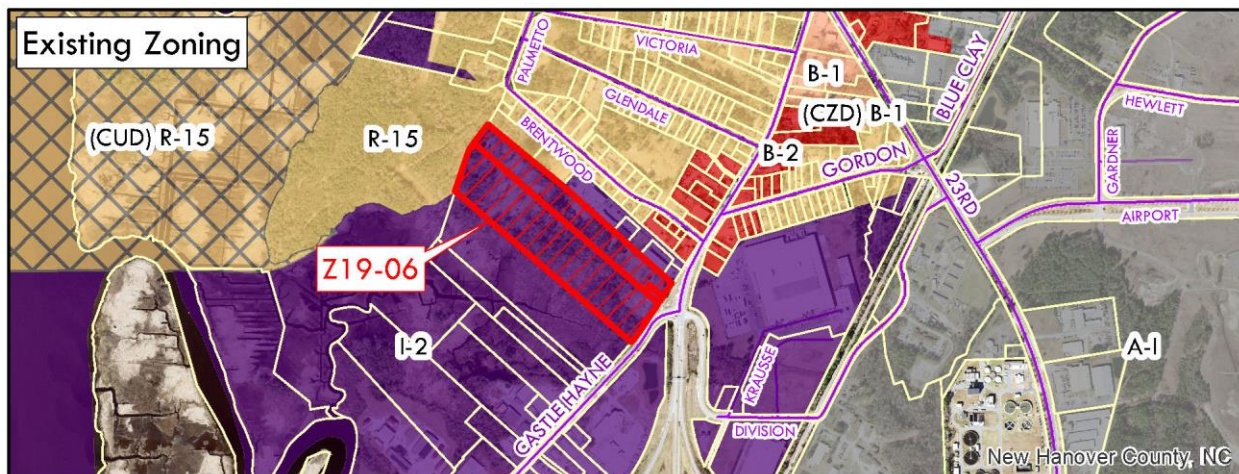 Existing Zoning
VICTORIA
PALMETTO
GLENDALE
BRENTWOOD
B-1
(CZD) B-1
BLUE CLAY
HEWLETT
(CUD) R-15
R-15
B-2
GORDON
23RD
GARDNER
AIRPORT
Z19-06
I-2
CASTLE HAYNE
KRAUSSE
DIVISION
A-I
New Hanover County, NC